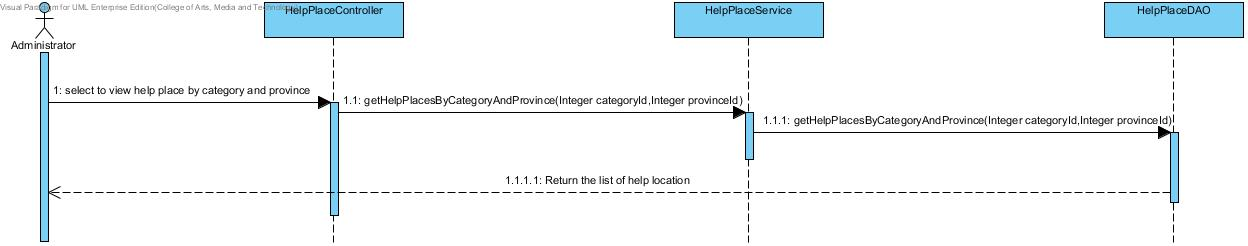 Visual Paradigm for UML Enterprise Edition(College of Arts, Media and Technology
HelpPlaceController
HelpPlaceService
HelpPlaceDAO
Administrator
1: select to view help place by category and province
1.1: getHelpPlacesByCategoryAndProvince(Integer categoryId,Integer provinceId)
1.1.1: getHelpPlacesByCategoryAndProvince(Integer categoryId,Integer provinceId)
1.1.1.1: Return the list of help location